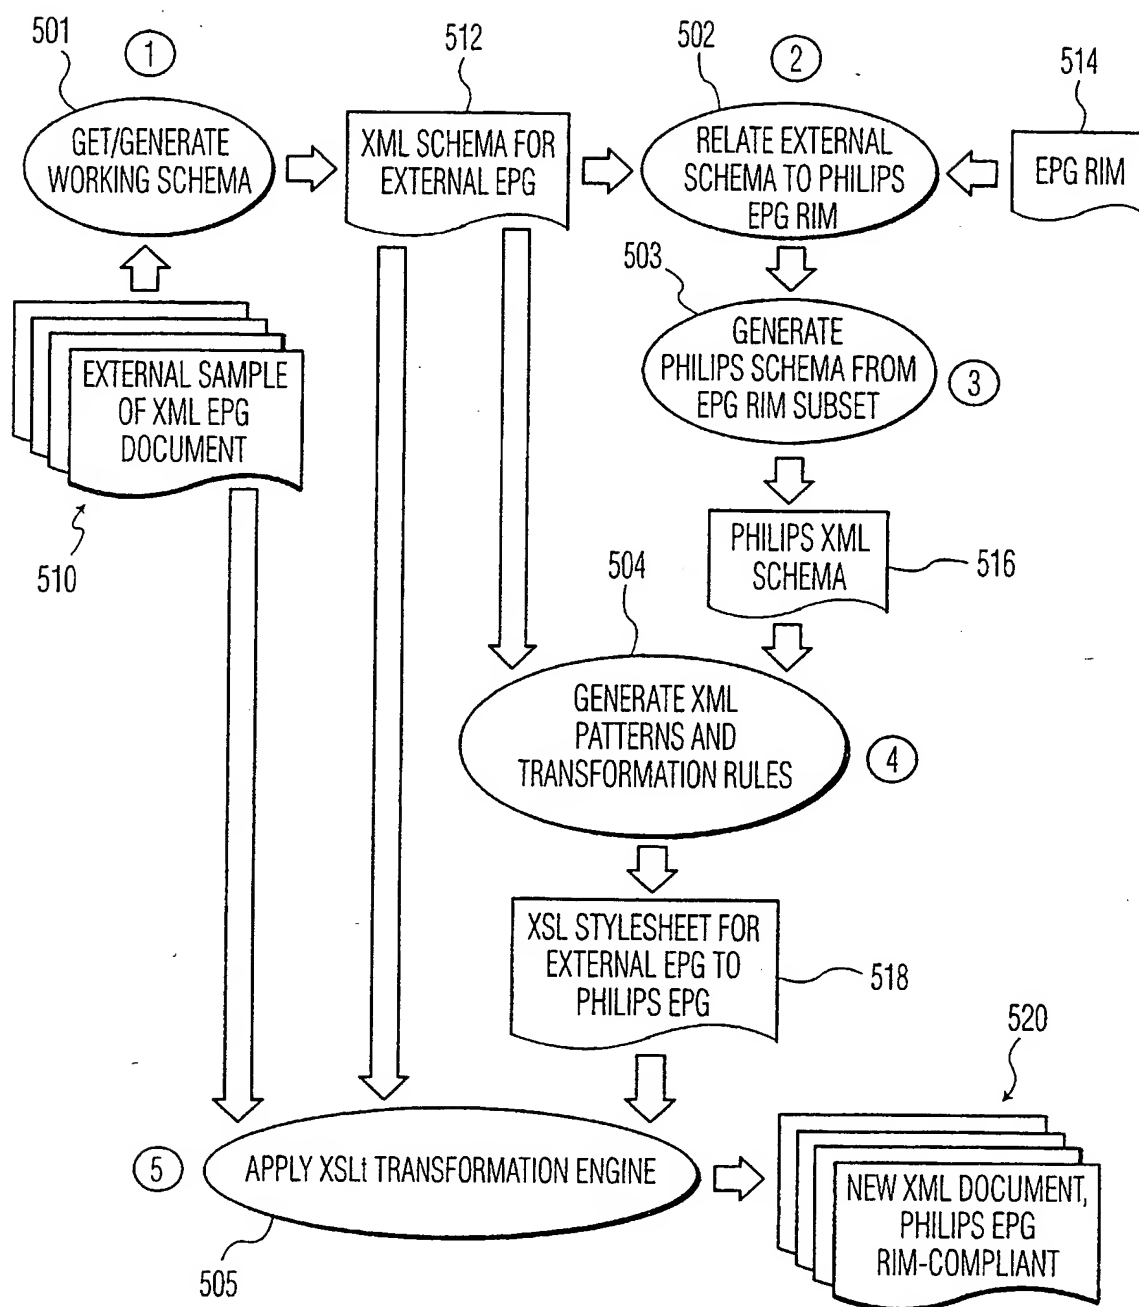 501
1
512
502
2
514
GET/GENERATE
WORKING SCHEMA
XML SCHEMA FOR
EXTERNAL EPG
RELATE EXTERNAL
SCHEMA TO PHILIPS
EPG RIM
EPG RIM
503
GENERATE
PHILIPS SCHEMA FROM
EPG RIM SUBSET
3
EXTERNAL SAMPLE
OF XML EPG
DOCUMENT
510
PHILIPS XML
SCHEMA
516
504
GENERATE XML
PATTERNS AND
TRANSFORMATION RULES
4
XSL STYLESHEET FOR
EXTERNAL EPG TO
PHILIPS EPG
518
520
5
APPLY XSLt TRANSFORMATION ENGINE
505
NEW XML DOCUMENT,
PHILIPS EPG
RIM-COMPLIANT